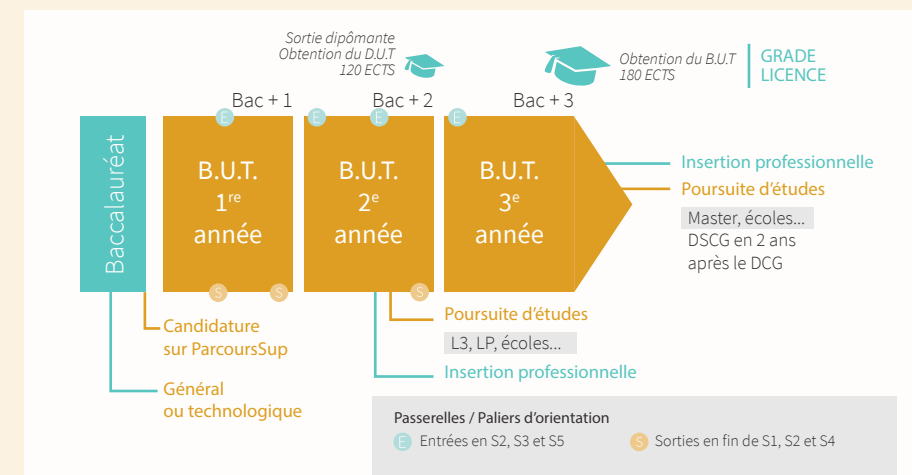 Sortie dipômante
Obtention du D.U.T
120 ECTS
Obtention du B.U.T
180 ECTS
GRADE
LICENCE
Bac + 1
Bac + 2
Bac + 3
E
E
E
E
Baccalauréat
B.U.T.
1re
année
B.U.T.
2e
année
B.U.T.
3e
année
Insertion professionnelle
Poursuite d'études
Master, écoles...
DSCG en 2 ans
après le DCG
S
S
S
Candidature
sur ParcoursSup
Général
ou technologique
Poursuite d'études
L3, LP, écoles...
Insertion professionnelle
Passerelles / Paliers d'orientation
E Entrées en S2, S3 et S5
S Sorties en fin de S1, S2 et S4